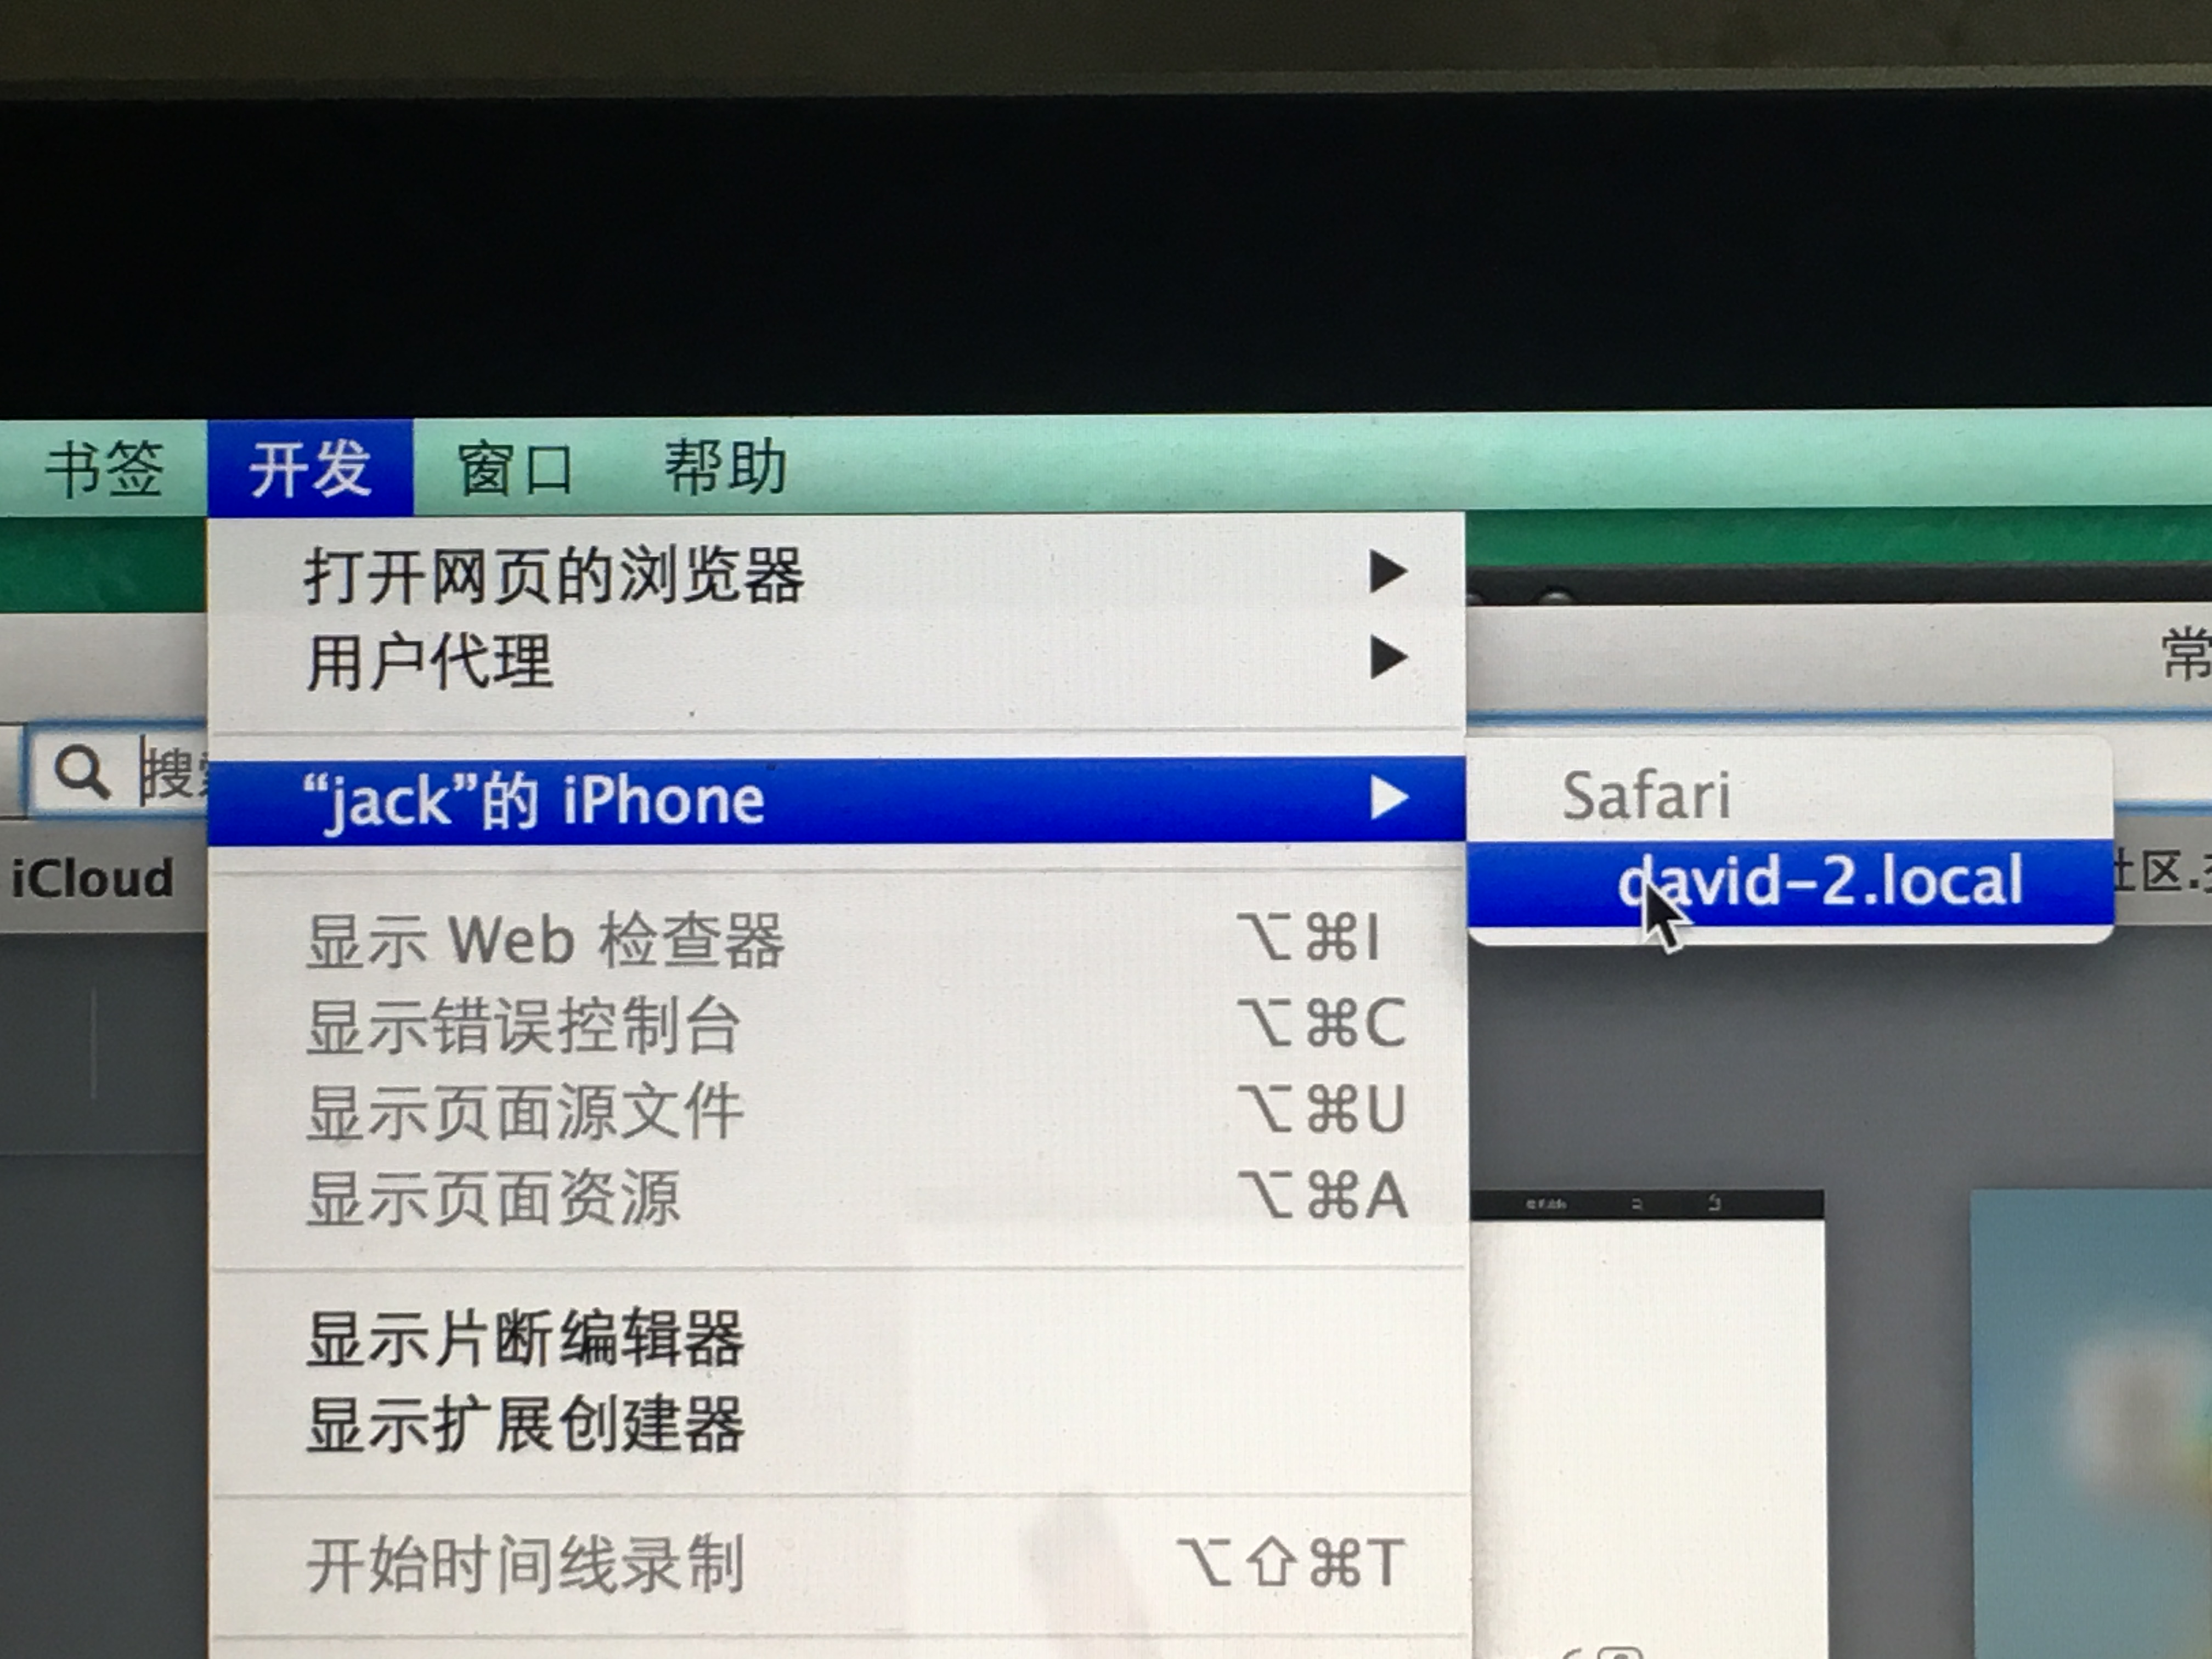 书签 开发 窗口 帮助
打开网页的浏览器 ▶
用户代理 ▶
常
搜
“jack”的 iPhone ▶
Safari
david-2.local
iCloud
社区.
显示 Web 检查器 ⌥⌘I
显示错误控制台 ⌥⌘C
显示页面源文件 ⌥⌘U
显示页面资源 ⌥⌘A
显示片断编辑器
显示扩展创建器
开始时间线录制 ⌥⇧⌘T